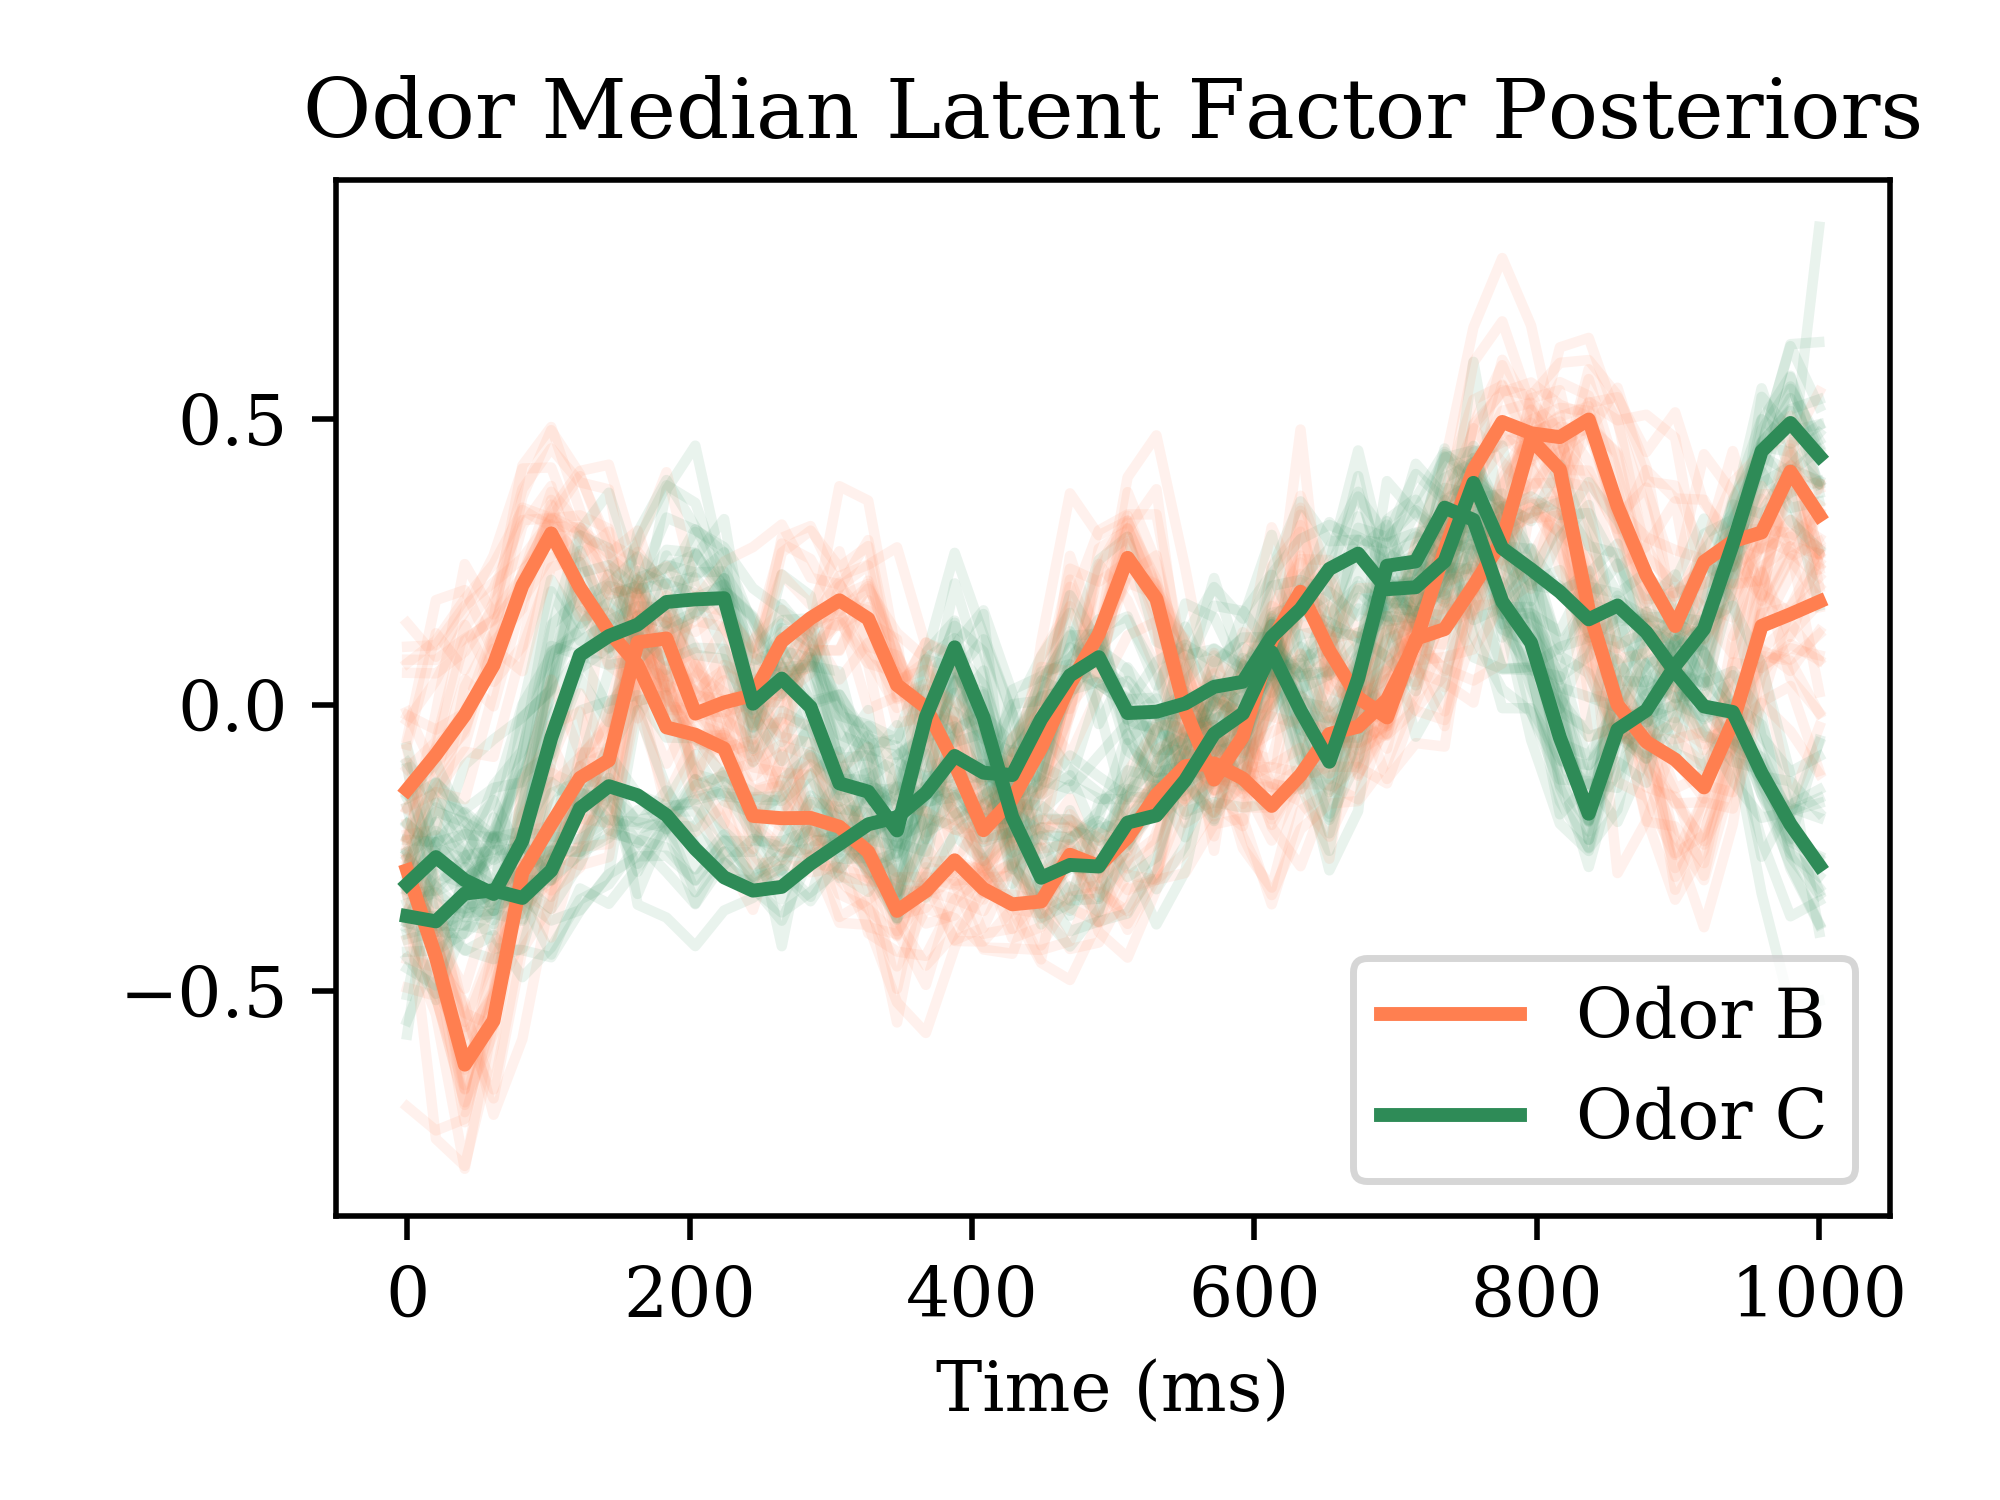 Odor Median Latent Factor Posteriors
0.5
0.0
−0.5
Odor B
Odor C
0 200 400 600 800 1000
Time (ms)